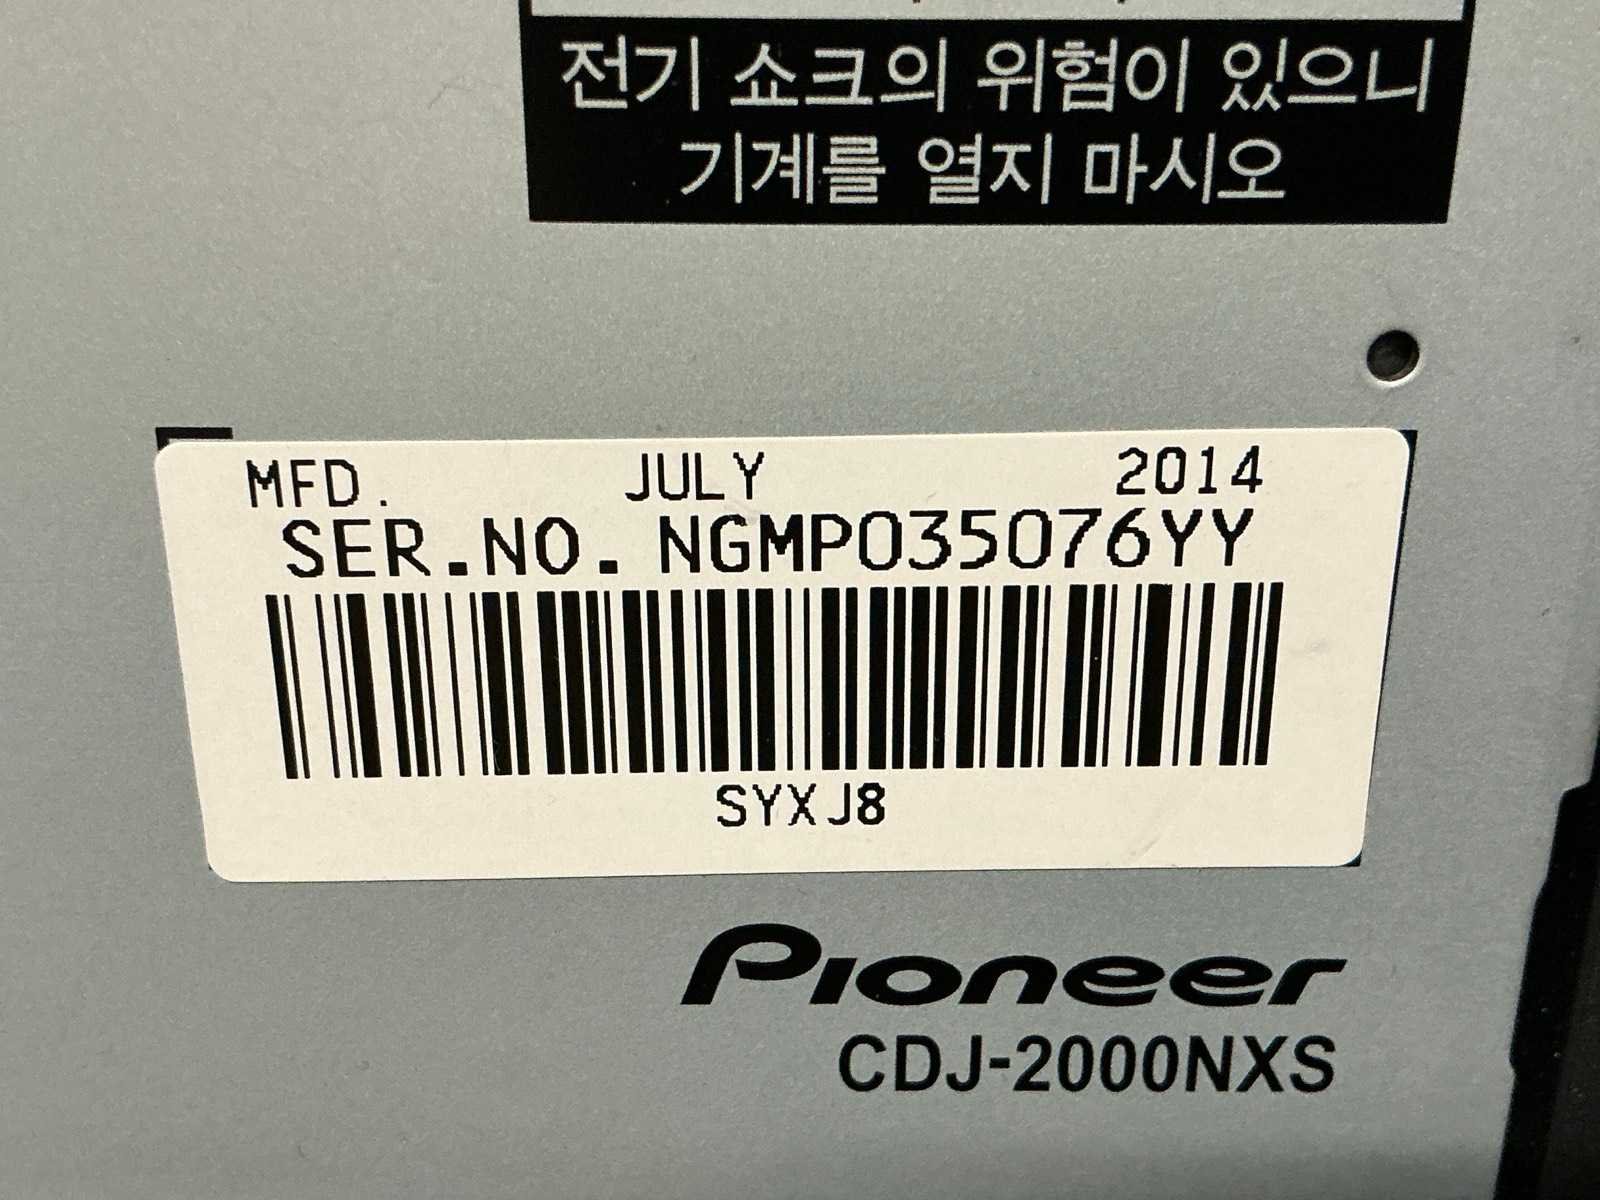 전기 쇼크의 위험이 있으니
기계를 열지 마시오
MFD. JULY 2014
SER.NO. NGMP035076YY
SYXJ8
Pioneer
CDJ-2000NXS